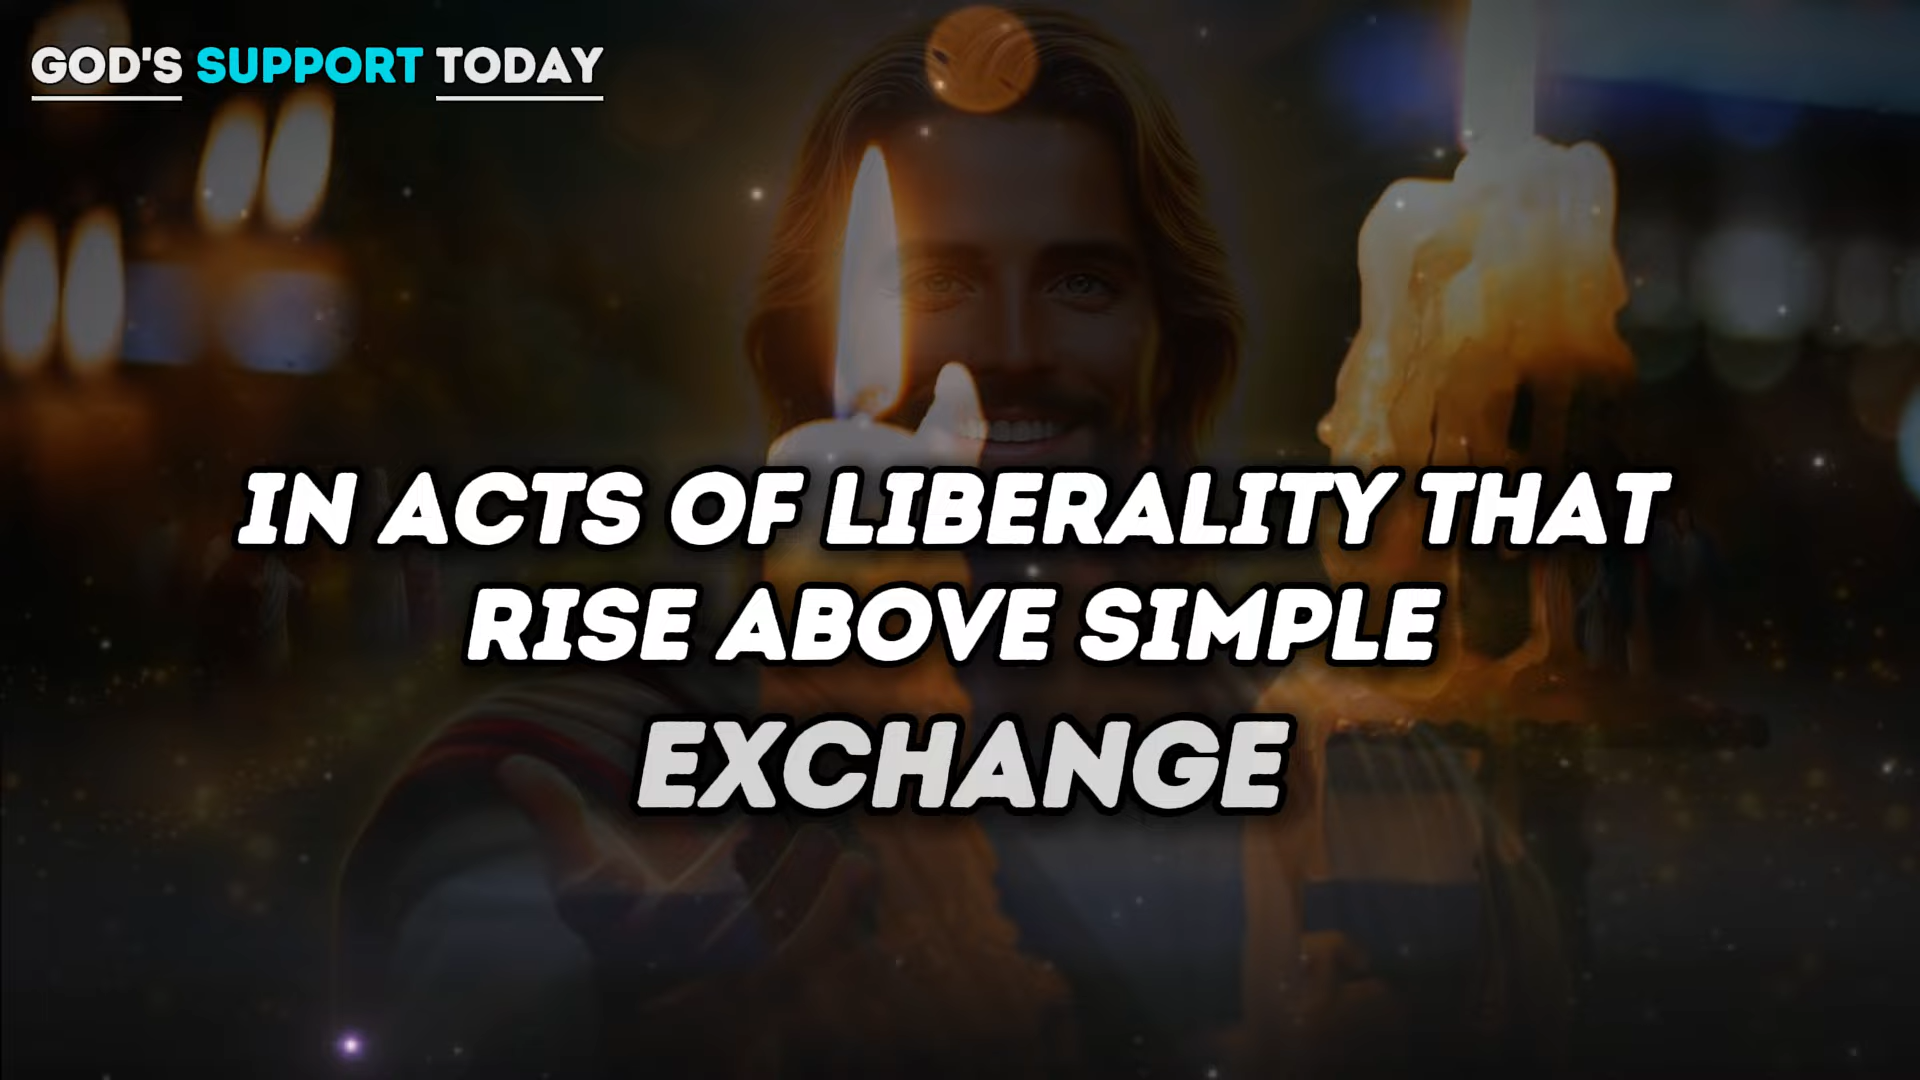 GOD'S SUPPORT TODAY
IN ACTS OF LIBERALITY THAT
RISE ABOVE SIMPLE
EXCHANGE